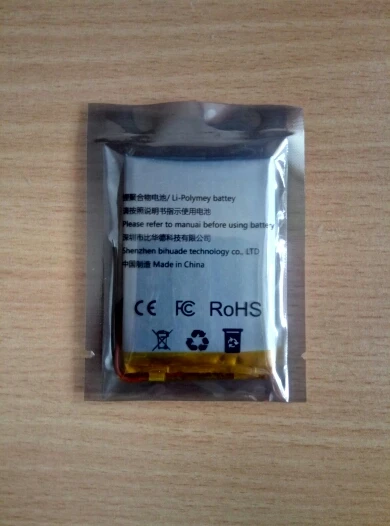 锂聚合物电池/ Li-Polymey battey
请按照说明书指示使用电池
Please refer to manuai before using battery
深圳市比华德科技有限公司
Shenzhen bihuade technology co., LTD
中国制造 Made in China
CE FC RoHS